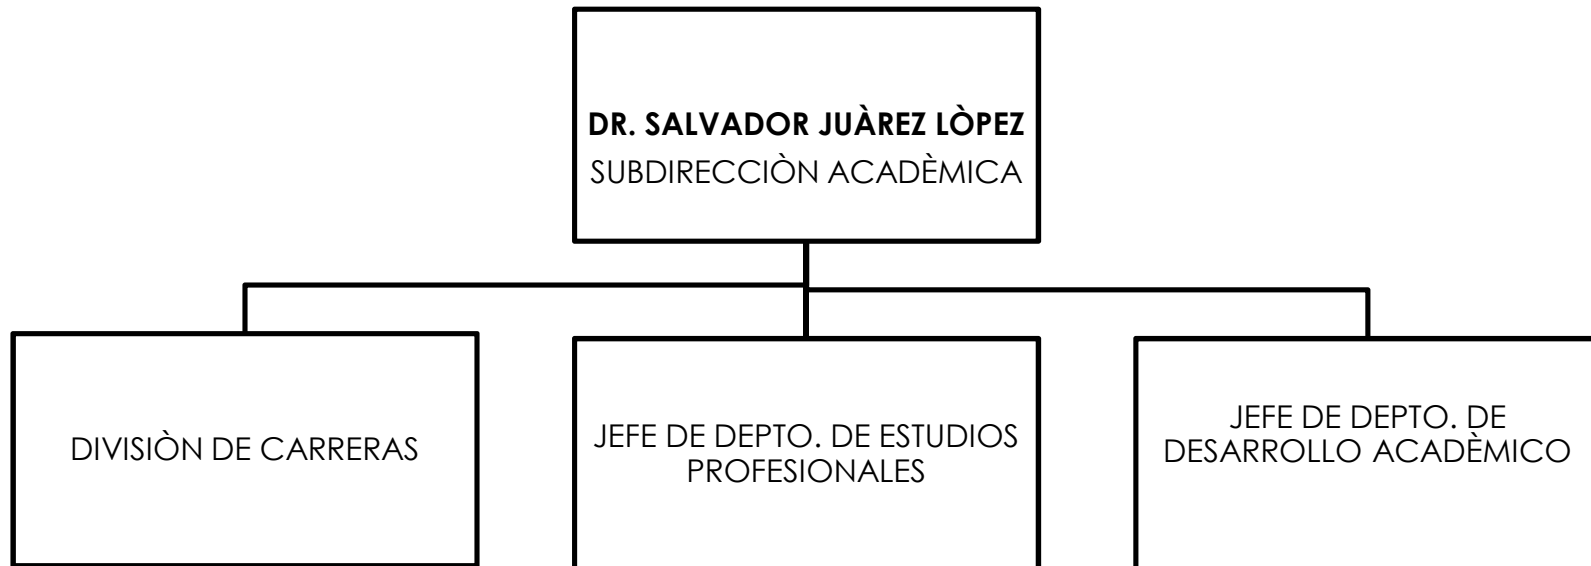 DR. SALVADOR JUÀREZ LÒPEZ
SUBDIRECCIÒN ACADÈMICA
DIVISIÒN DE CARRERAS
JEFE DE DEPTO. DE ESTUDIOS
PROFESIONALES
JEFE DE DEPTO. DE
DESARROLLO ACADÈMICO